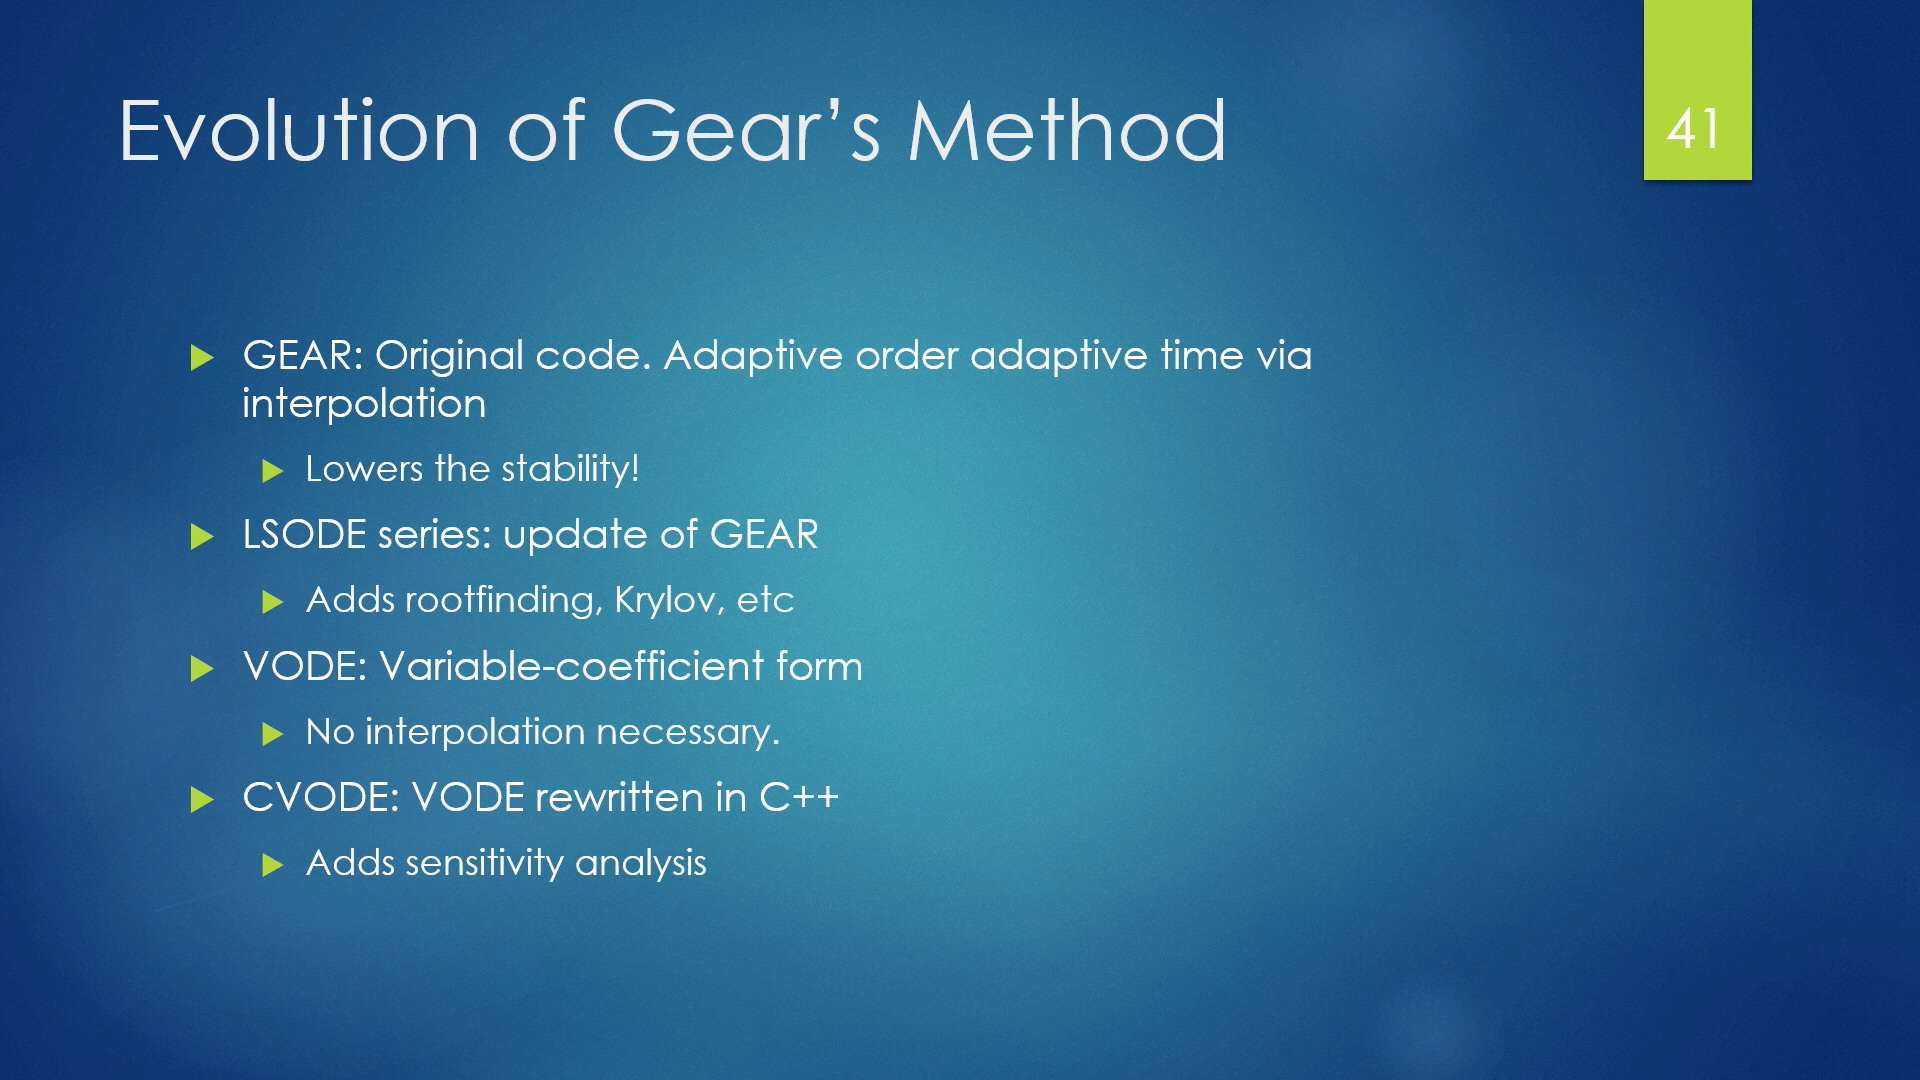 Evolution of Gear’s Method
41
GEAR: Original code. Adaptive order adaptive time via
interpolation
Lowers the stability!
LSODE series: update of GEAR
Adds rootfinding, Krylov, etc
VODE: Variable-coefficient form
No interpolation necessary.
CVODE: VODE rewritten in C++
Adds sensitivity analysis